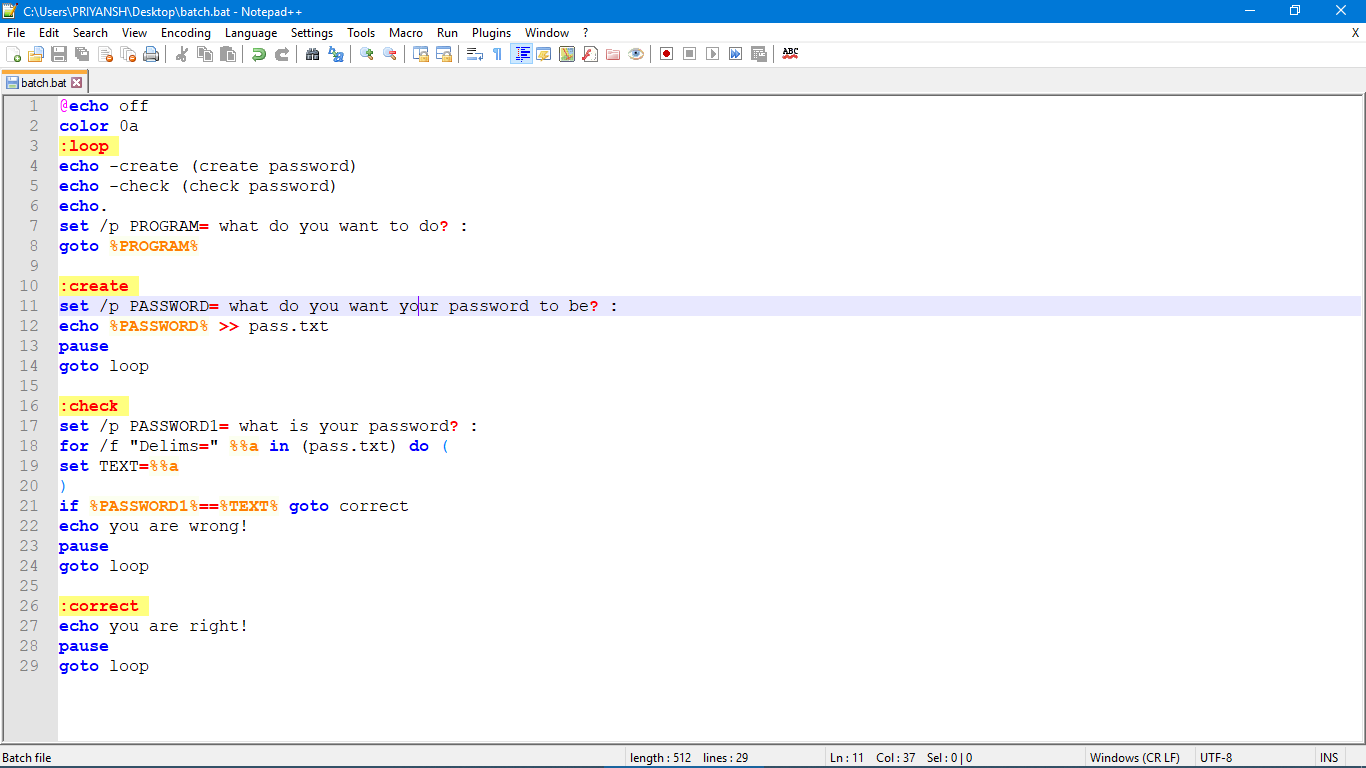 C:\Users\PRIYANSH\Desktop\batch.bat - Notepad++
File Edit Search View Encoding Language Settings Tools Macro Run Plugins Window ? X
ABC
batch.bat
1 @echo off
2 color 0a
3 :loop
4 echo -create (create password)
5 echo -check (check password)
6 echo.
7 set /p PROGRAM= what do you want to do? :
8 goto %PROGRAM%
9
10 :create
11 set /p PASSWORD= what do you want your password to be? :
12 echo %PASSWORD% >> pass.txt
13 pause
14 goto loop
15
16 :check
17 set /p PASSWORD1= what is your password? :
18 for /f "Delims=" %%a in (pass.txt) do (
19 set TEXT=%%a
20 )
21 if %PASSWORD1%==%TEXT% goto correct
22 echo you are wrong!
23 pause
24 goto loop
25
26 :correct
27 echo you are right!
28 pause
29 goto loop
Batch file length : 512 lines : 29 Ln : 11 Col : 37 Sel : 0 | 0 Windows (CR LF) UTF-8 INS